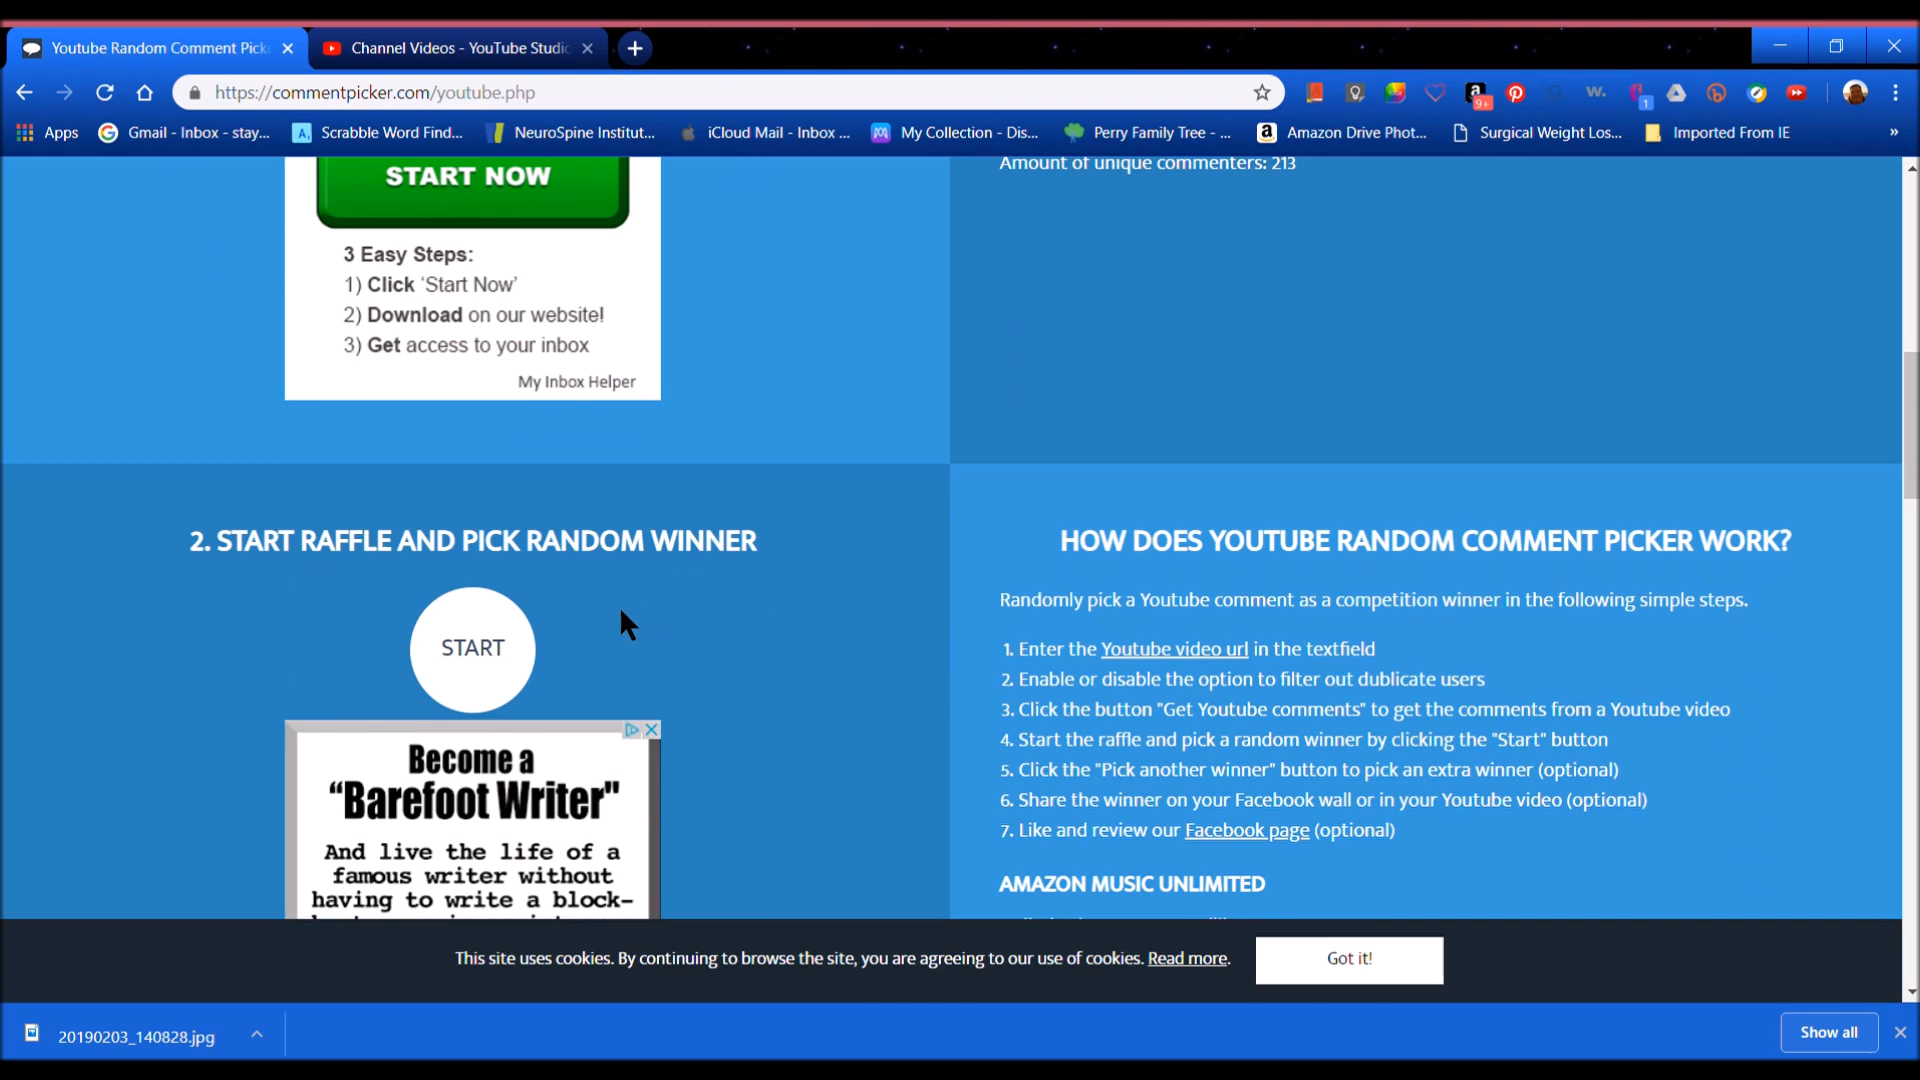 Youtube Random Comment Pick
Channel Videos - YouTube Studio
https://commentpicker.com/youtube.php
9+
w.
1
Apps
Gmail - Inbox - stay...
Scrabble Word Find...
NeuroSpine Institut...
iCloud Mail - Inbox ...
My Collection - Dis...
Perry Family Tree - ...
Amazon Drive Phot...
Surgical Weight Los...
Imported From IE
»
START NOW
3 Easy Steps:
1) Click ‘Start Now’
2) Download on our website!
3) Get access to your inbox
My Inbox Helper
Amount of unique commenters: 213
2. START RAFFLE AND PICK RANDOM WINNER
START
Become a
“Barefoot Writer"
And live the life of a
famous writer without
having to write a block-
HOW DOES YOUTUBE RANDOM COMMENT PICKER WORK?
Randomly pick a Youtube comment as a competition winner in the following simple steps.
1. Enter the Youtube video url in the textfield
2. Enable or disable the option to filter out dublicate users
3. Click the button "Get Youtube comments" to get the comments from a Youtube video
4. Start the raffle and pick a random winner by clicking the "Start" button
5. Click the "Pick another winner" button to pick an extra winner (optional)
6. Share the winner on your Facebook wall or in your Youtube video (optional)
7. Like and review our Facebook page (optional)
AMAZON MUSIC UNLIMITED
This site uses cookies. By continuing to browse the site, you are agreeing to our use of cookies. Read more.
Got it!
20190203_140828.jpg
Show all